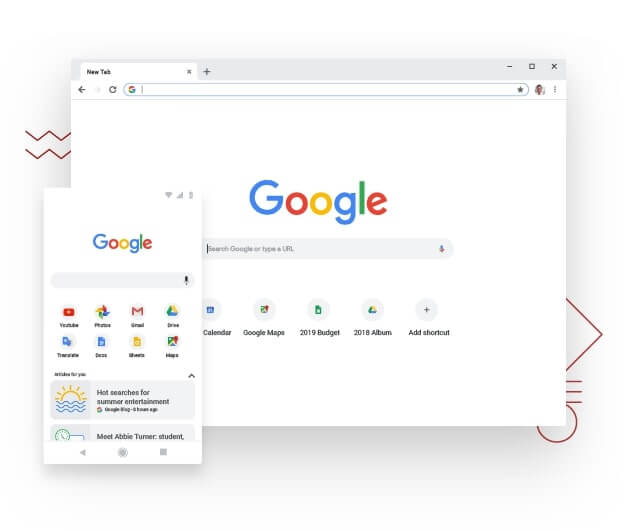 New Tab
Google
Search Google or type a URL
Calendar
Google Maps
2019 Budget
2018 Album
Add shortcut
Google
Youtube
Photos
Gmail
Drive
Translate
Docs
Sheets
Maps
Articles for you
Hot searches for
summer entertainment
Google Blog - 6 hours ago
Meet Abbie Turner: student,